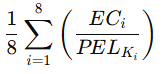 \frac{1}{8} \sum_{i=1}^{8} \left( \frac{EC_i}{PEL_{K_i}} \right)